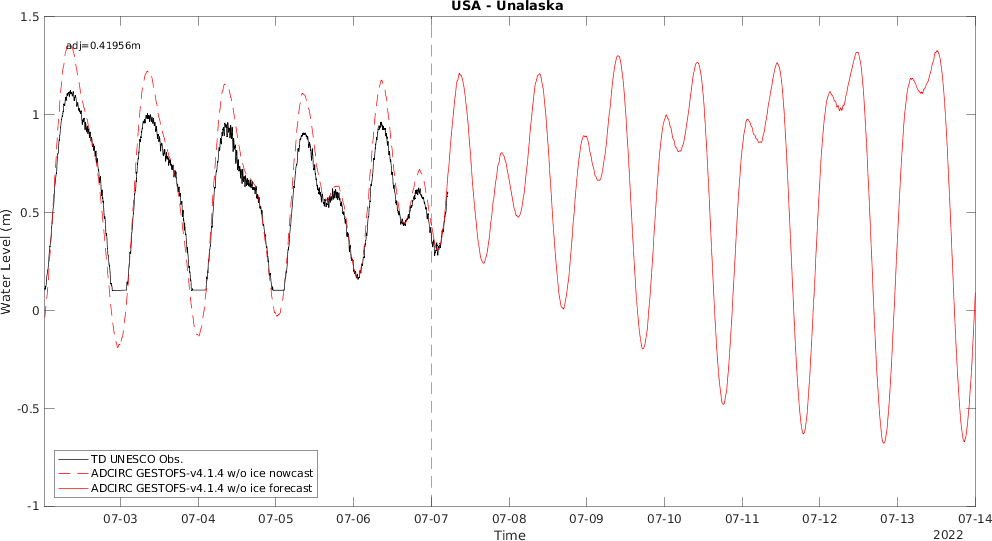 USA - Unalaska
adj=0.41956m
1.5
1
0.5
0
-0.5
-1
Water Level (m)
TD UNESCO Obs.
ADCIRC GESTOFS-v4.1.4 w/o ice nowcast
ADCIRC GESTOFS-v4.1.4 w/o ice forecast
07-03 07-04 07-05 07-06 07-07 07-08 07-09 07-10 07-11 07-12 07-13 07-14
Time
2022